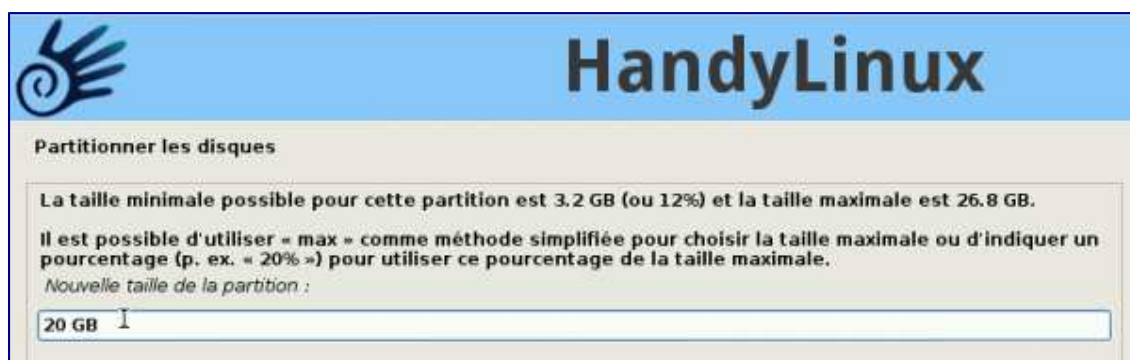 HandyLinux
Partitionner les disques
La taille minimale possible pour cette partition est 3.2 GB (ou 12%) et la taille maximale est 26.8 GB.
Il est possible d'utiliser « max » comme méthode simplifiée pour choisir la taille maximale ou d'indiquer un
pourcentage (p. ex. « 20% ») pour utiliser ce pourcentage de la taille maximale.
Nouvelle taille de la partition :
20 GB